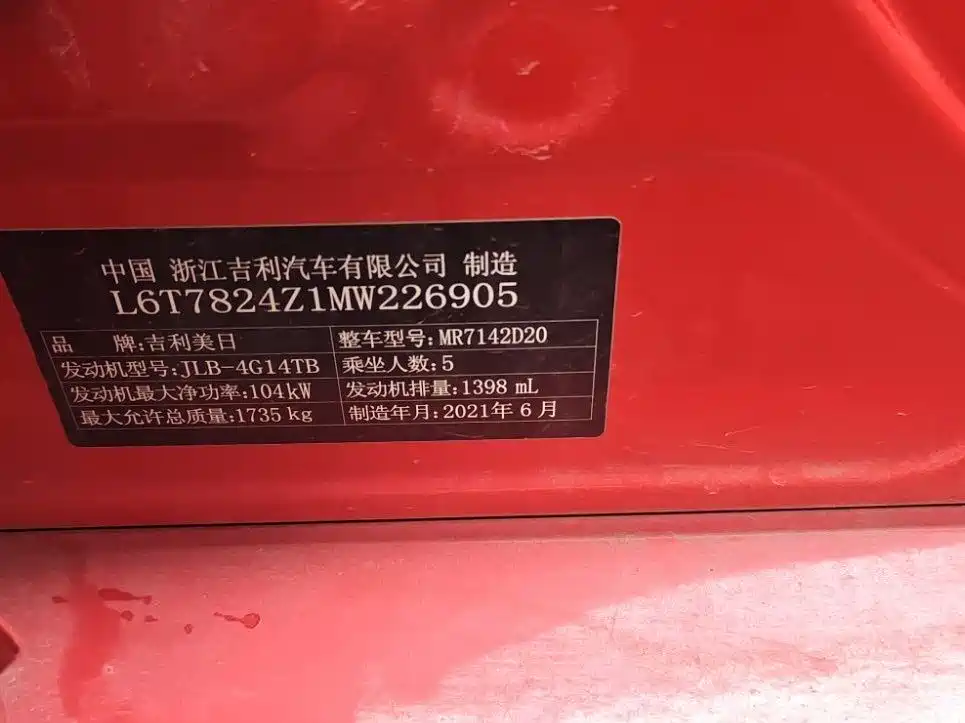 中国 浙江吉利汽车有限公司 制造
L6T7824Z1MW226905
品 牌:吉利美日 整车型号:MR7142D20
发动机型号:JLB-4G14TB 乘坐人数:5
发动机最大净功率:104kW 发动机排量:1398 mL
最大允许总质量:1735 kg 制造年月:2021年 6 月